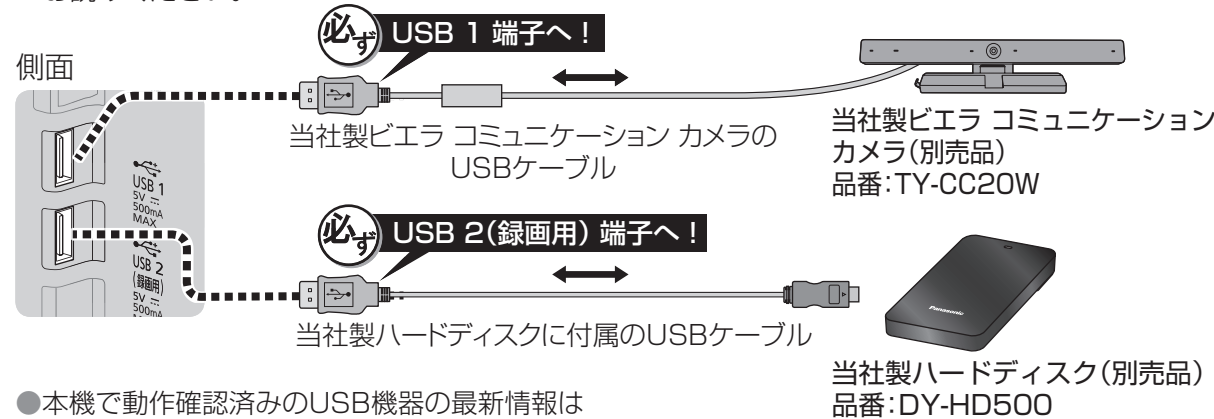 側面
必ず USB 1 端子へ！
当社製ビエラ コミュニケーション カメラの
USBケーブル
当社製ビエラ コミュニケーション
カメラ(別売品)
品番：TY-CC20W
USB 1
5V ⎓
500mA
MAX
必ず USB 2(録画用) 端子へ！
USB 2
(録画用)
5V ⎓
500mA
当社製ハードディスクに付属のUSBケーブル
Panasonic
当社製ハードディスク(別売品)
品番：DY-HD500
●本機で動作確認済みのUSB機器の最新情報は